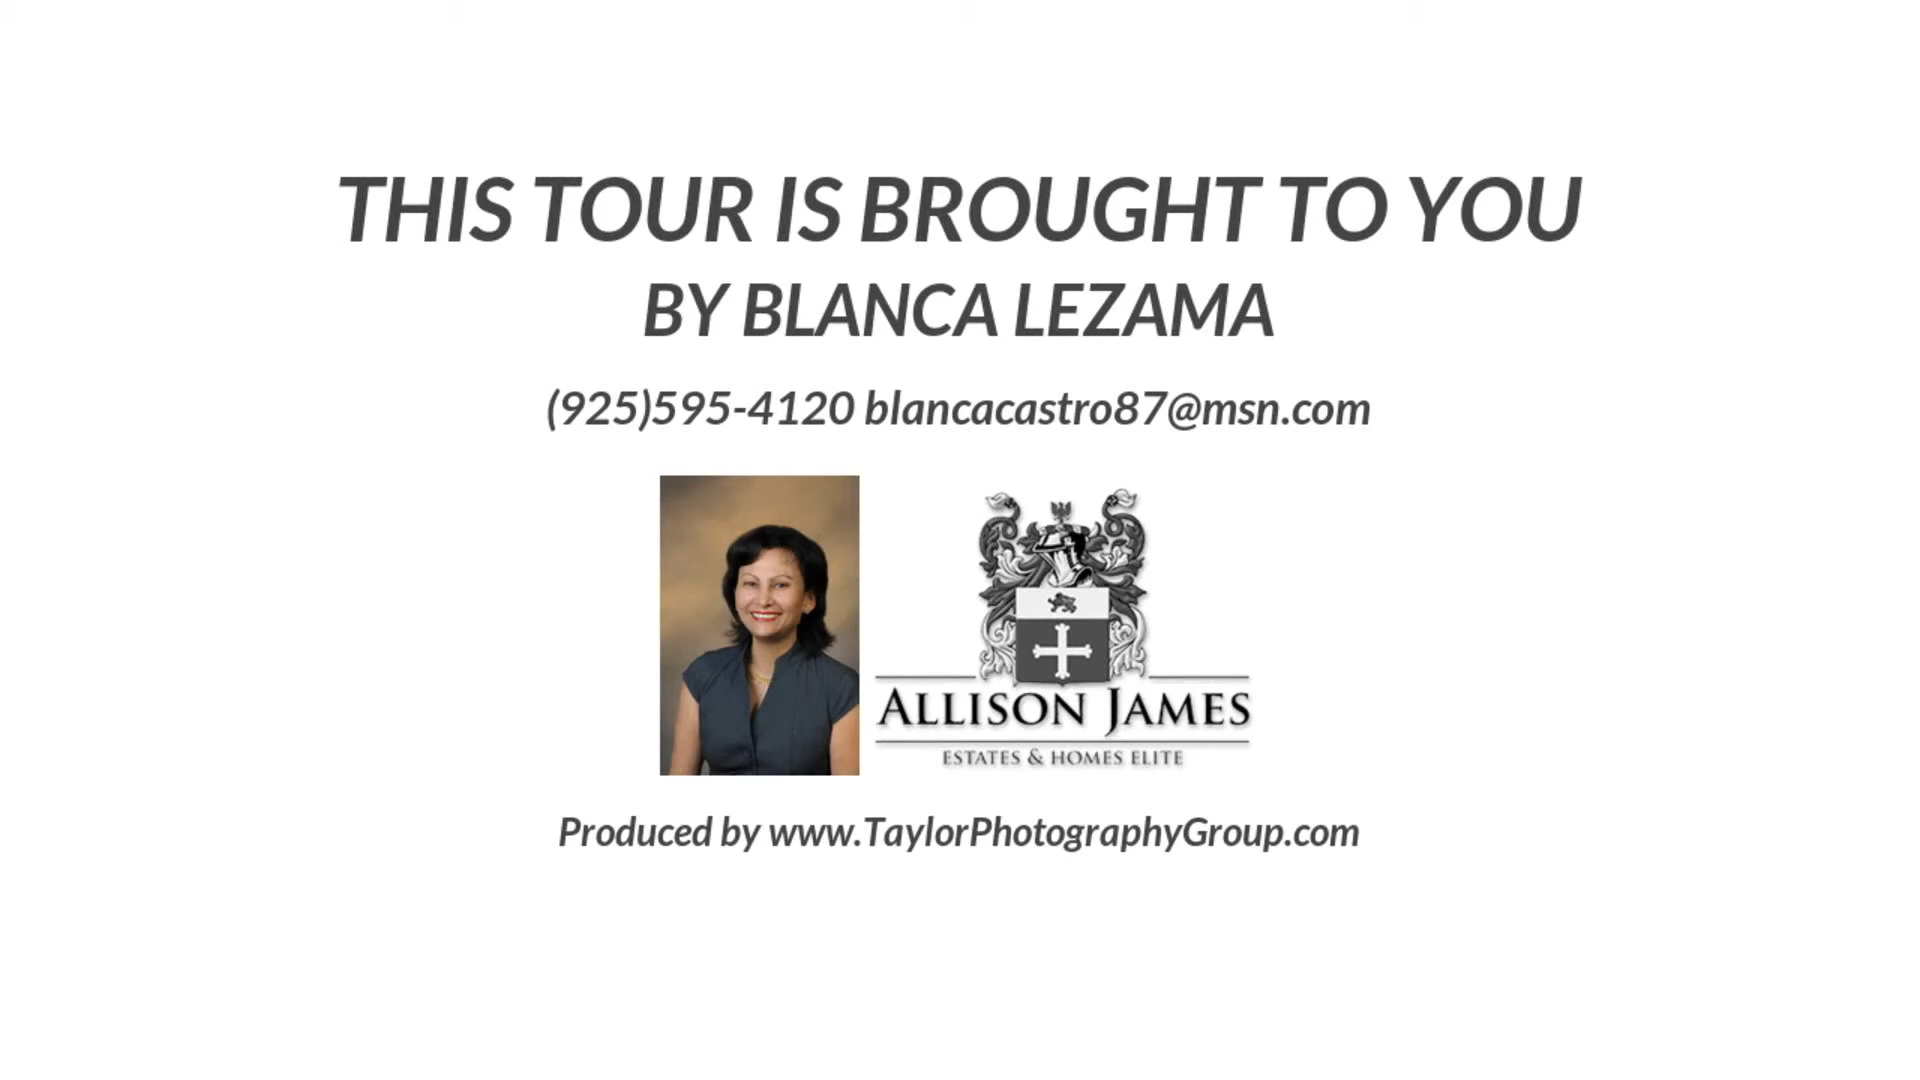 THIS TOUR IS BROUGHT TO YOU
BY BLANCA LEZAMA
(925)595-4120 blancacastro87@msn.com
ALLISON JAMES
ESTATES & HOMES ELITE
Produced by www.TaylorPhotographyGroup.com